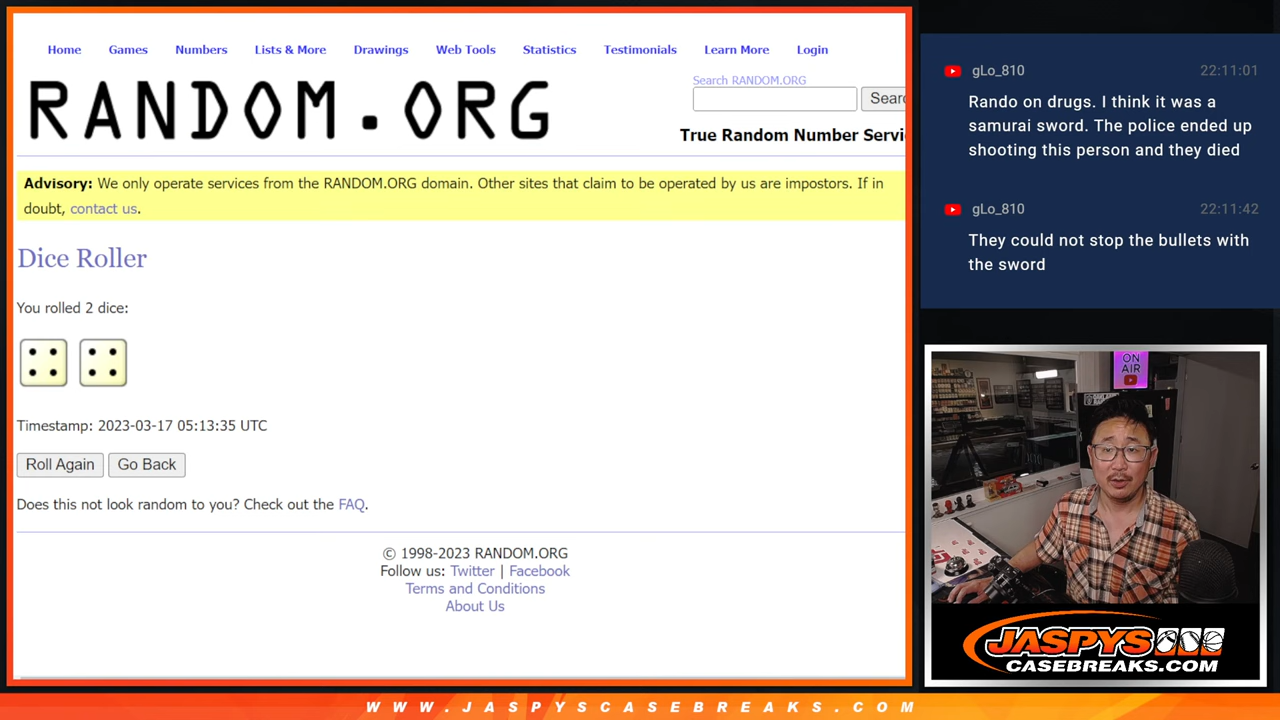 Home Games Numbers Lists & More Drawings Web Tools Statistics Testimonials Learn More Login
RANDOM.ORG
Search RANDOM.ORG
True Random Number Servi
Advisory: We only operate services from the RANDOM.ORG domain. Other sites that claim to be operated by us are impostors. If in
doubt, contact us.
Dice Roller
You rolled 2 dice:
Timestamp: 2023-03-17 05:13:35 UTC
Roll Again Go Back
Does this not look random to you? Check out the FAQ.
© 1998-2023 RANDOM.ORG
Follow us: Twitter | Facebook
Terms and Conditions
About Us
gLo_810 22:11:01
Rando on drugs. I think it was a
samurai sword. The police ended up
shooting this person and they died
gLo_810 22:11:42
They could not stop the bullets with
the sword
ON
AIR
JASPYS
CASEBREAKS.COM
WWW.JASPYSCASEBREAKS.COM